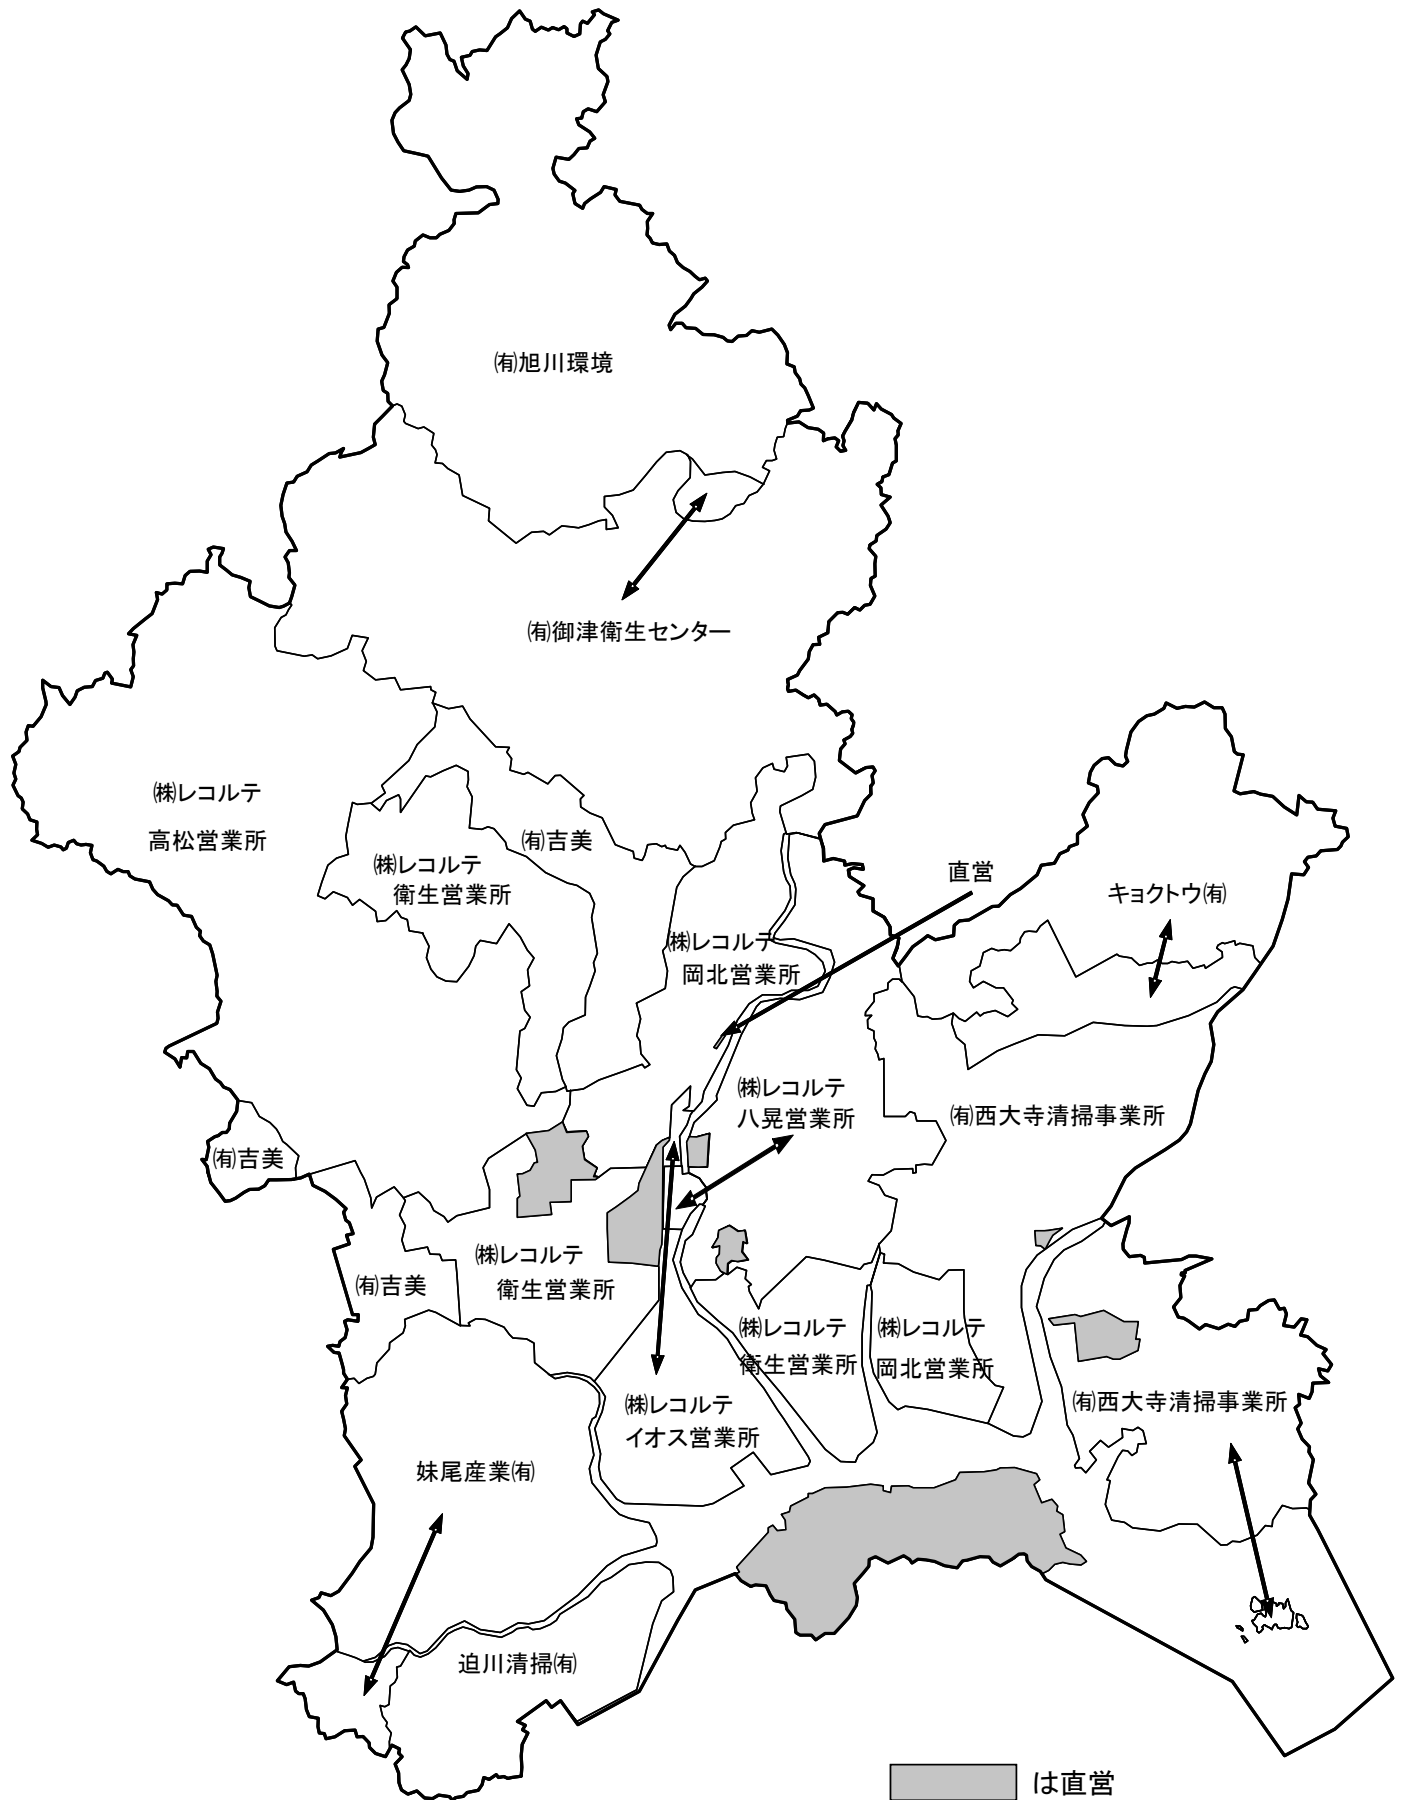 ㈲旭川環境
㈲御津衛生センター
㈱レコルテ
高松営業所
㈲吉美
㈱レコルテ
衛生営業所
直営
キョクトウ㈲
㈱レコルテ
岡北営業所
㈱レコルテ
八晃営業所
㈲西大寺清掃事業所
㈲吉美
㈱レコルテ
衛生営業所
㈲吉美
㈱レコルテ
衛生営業所
㈱レコルテ
岡北営業所
㈱レコルテ
イオス営業所
㈲西大寺清掃事業所
妹尾産業㈲
迫川清掃㈲
は直営